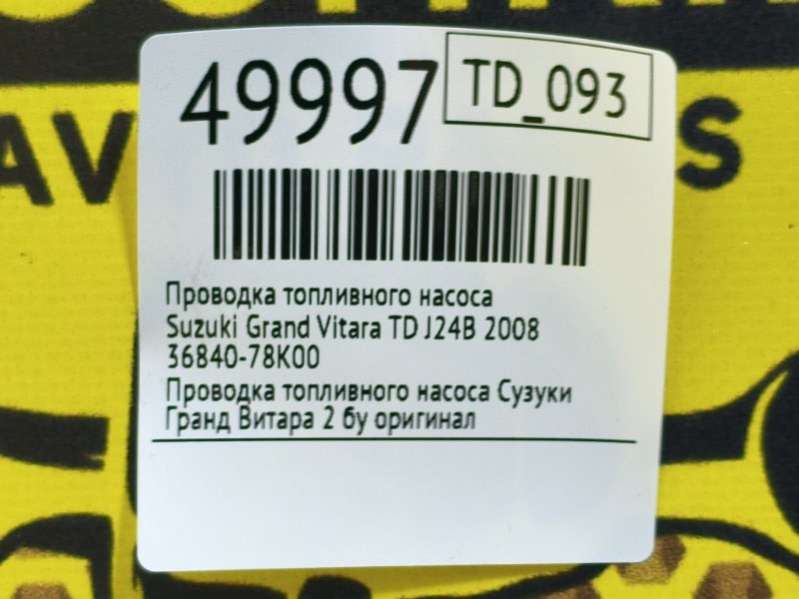 49997
TD_093
AV
S
Проводка топливного насоса
Suzuki Grand Vitara TD J24B 2008
36840-78K00
Проводка топливного насоса Сузуки
Гранд Витара 2 бу оригинал